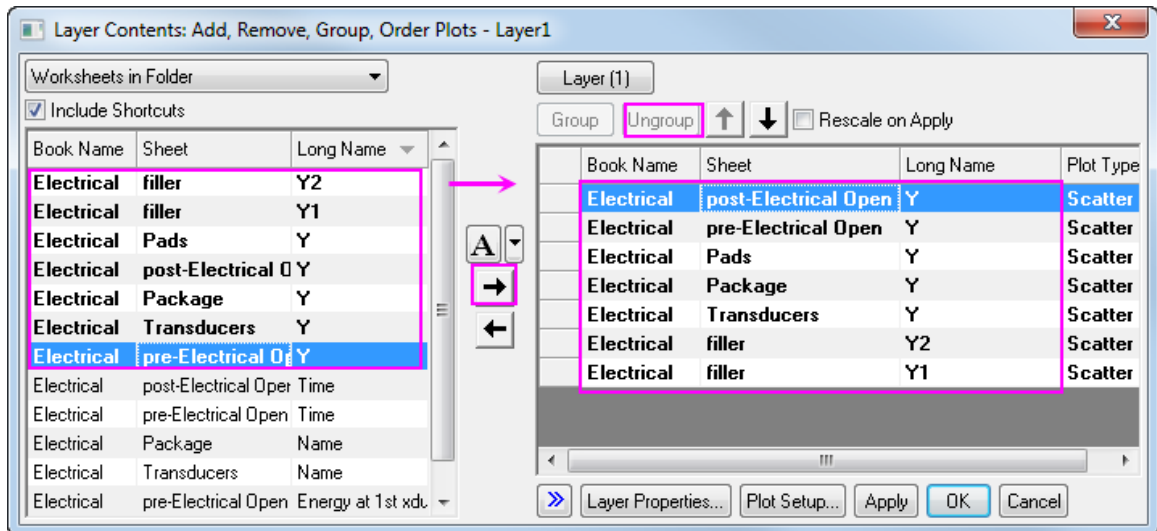 Layer Contents: Add, Remove, Group, Order Plots - Layer1
x
Worksheets in Folder
Include Shortcuts
Book Name Sheet Long Name
Electrical filler Y2
Electrical filler Y1
Electrical Pads Y
Electrical post-Electrical O Y
Electrical Package Y
Electrical Transducers Y
Electrical pre-Electrical Op Y
Electrical post-Electrical Oper Time
Electrical pre-Electrical Open Time
Electrical Package Name
Electrical Transducers Name
Electrical pre-Electrical Open Energy at 1st xdu
A
Layer (1)
Group Ungroup Rescale on Apply
Book Name Sheet Long Name Plot Type
Electrical post-Electrical Open Y Scatter
Electrical pre-Electrical Open Y Scatter
Electrical Pads Y Scatter
Electrical Package Y Scatter
Electrical Transducers Y Scatter
Electrical filler Y2 Scatter
Electrical filler Y1 Scatter
Layer Properties... Plot Setup... Apply OK Cancel